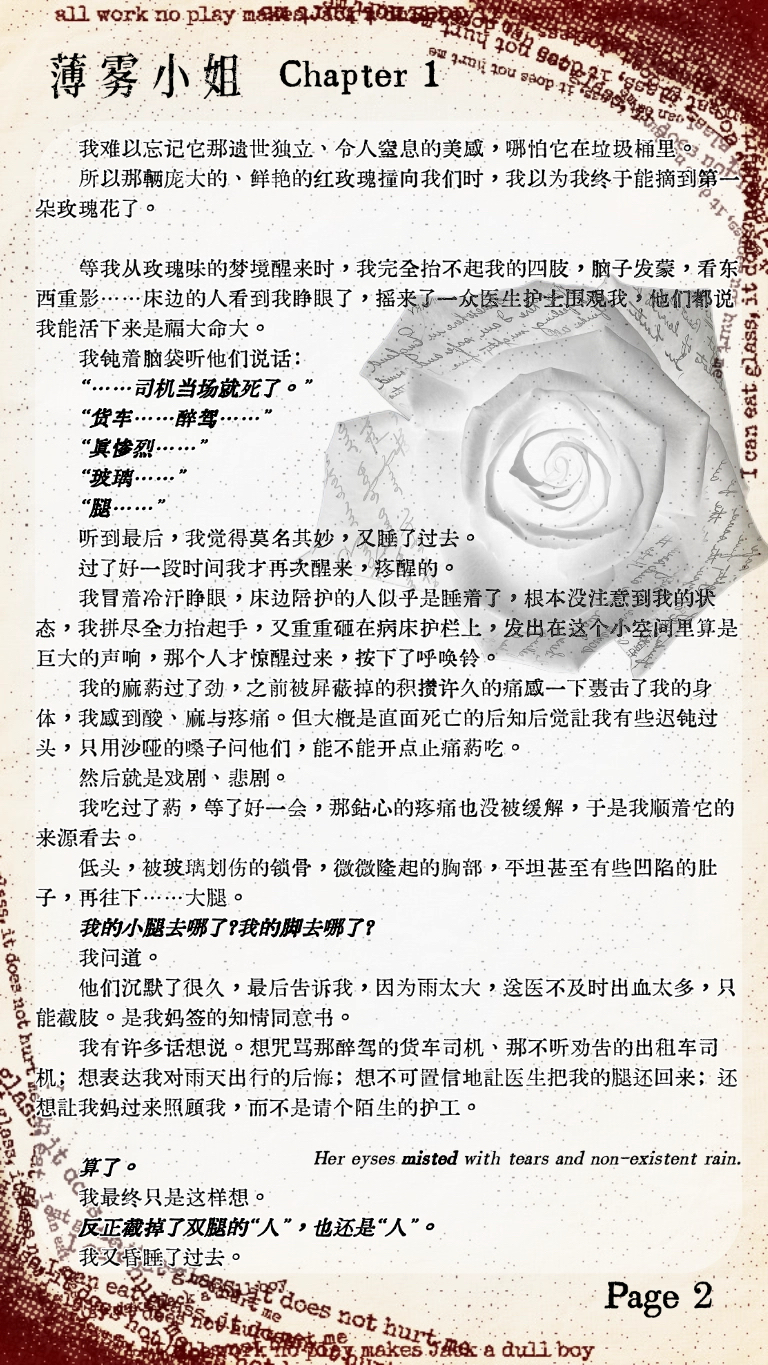 all work no play makes Jack a dull boy
薄雾小姐 Chapter 1
我难以忘记它那遗世独立、令人窒息的美感，哪怕它在垃圾桶里。
所以那辆庞大的、鲜艳的红玫瑰撞向我们时，我以为我终于能摘到第一
朵玫瑰花了。
等我从玫瑰味的梦境醒来时，我完全抬不起我的四肢，脑子发蒙，看东
西重影……床边的人看到我睁眼了，摇来了一众医生护士围观我，他们都说
我能活下来是福大命大。
我钝着脑袋听他们说话：
“……司机当场就死了。”
“货车……醉驾……”
“真惨烈……”
“玻璃……”
“腿……”
听到最后，我觉得莫名其妙，又睡了过去。
过了好一段时间我才再次醒来，疼醒的。
我冒着冷汗睁眼，床边陪护的人似乎是睡着了，根本没注意到我的状
态，我拼尽全力抬起手，又重重砸在病床护栏上，发出在这个小空间里算是
巨大的声响，那个人才惊醒过来，按下了呼唤铃。
我的麻药过了劲，之前被屏蔽掉的积攒许久的痛感一下袭击了我的身
体，我感到酸、麻与疼痛。但大概是直面死亡的后知后觉让我有些迟钝过
头，只用沙哑的嗓子问他们，能不能开点止痛药吃。
然后就是戏剧、悲剧。
我吃过了药，等了好一会，那钻心的疼痛也没被缓解，于是我顺着它的
来源看去。
低头，被玻璃划伤的锁骨，微微隆起的胸部，平坦甚至有些凹陷的肚
子，再往下……大腿。
我的小腿去哪了?我的脚去哪了?
我问道。
他们沉默了很久，最后告诉我，因为雨太大，送医不及时出血太多，只
能截肢。是我妈签的知情同意书。
我有许多话想说。想咒骂那醉驾的货车司机、那不听劝告的出租车司
机；想表达我对雨天出行的后悔；想不可置信地让医生把我的腿还回来；还
想让我妈过来照顾我，而不是请个陌生的护工。
Her eyses misted with tears and non-existent rain.
算了。
我最终只是这样想。
反正截掉了双腿的“人”，也还是“人”。
我又昏睡了过去。
I can eat glass, it does not hurt me
Page 2
all work no play makes Jack a dull boy